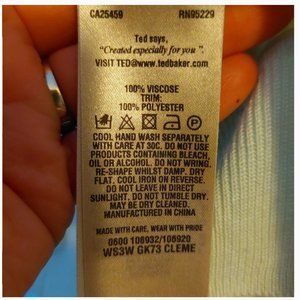 CA25459 RN95229
Ted says,
"Created especially for you".
VISIT TED@www.tedbaker.com
100% VISCOSE
TRIM:
100% POLYESTER
COOL HAND WASH SEPARATELY
WITH CARE AT 30C. DO NOT USE
PRODUCTS CONTAINING BLEACH,
OIL OR ALCOHOL. DO NOT WRING.
RE-SHAPE WHILST DAMP. DRY
FLAT. COOL IRON ON REVERSE.
DO NOT LEAVE IN DIRECT
SUNLIGHT. DO NOT TUMBLE DRY.
MAY BE DRY CLEANED.
MANUFACTURED IN CHINA
MADE WITH CARE, WEAR WITH PRIDE
0600 108932/106920
WS3W GK73 CLEME